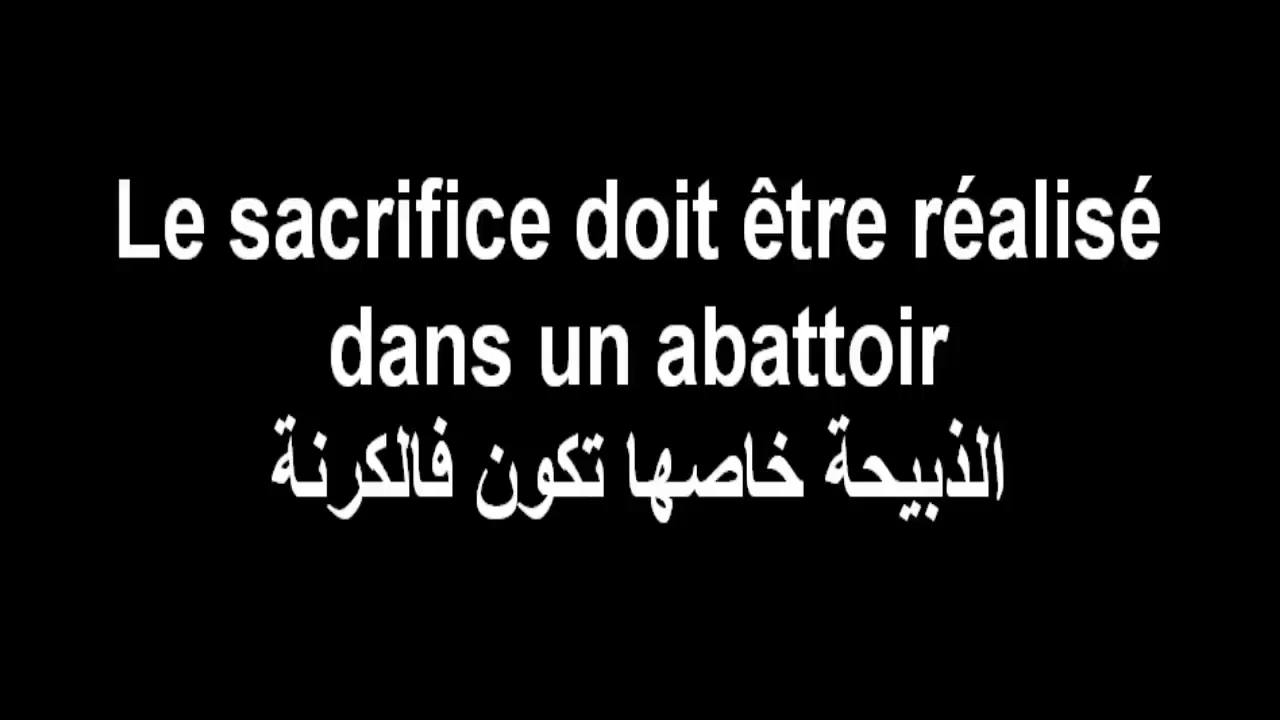 Le sacrifice doit être réalisé
dans un abattoir
الذبيحة خاصها تكون فالكرنة